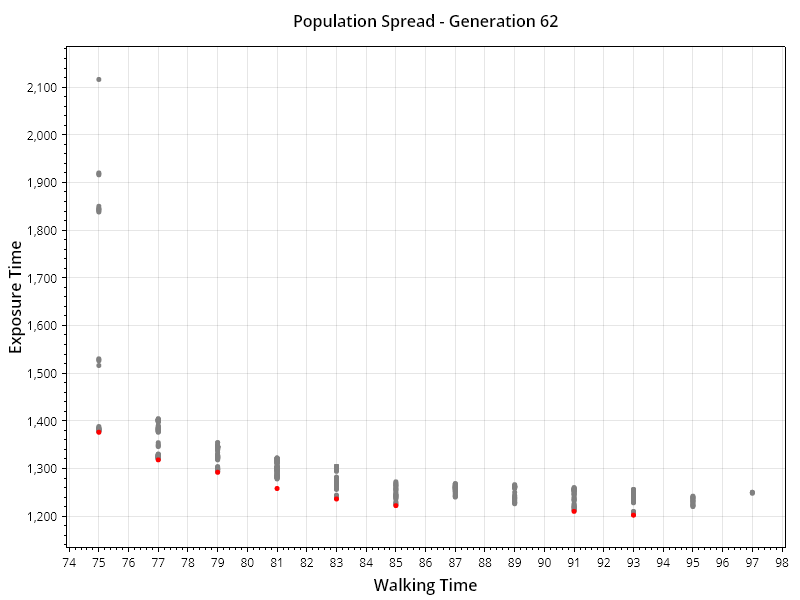 Population Spread - Generation 62
Exposure Time
2,100
2,000
1,900
1,800
1,700
1,600
1,500
1,400
1,300
1,200
74 75 76 77 78 79 80 81 82 83 84 85 86 87 88 89 90 91 92 93 94 95 96 97 98
Walking Time